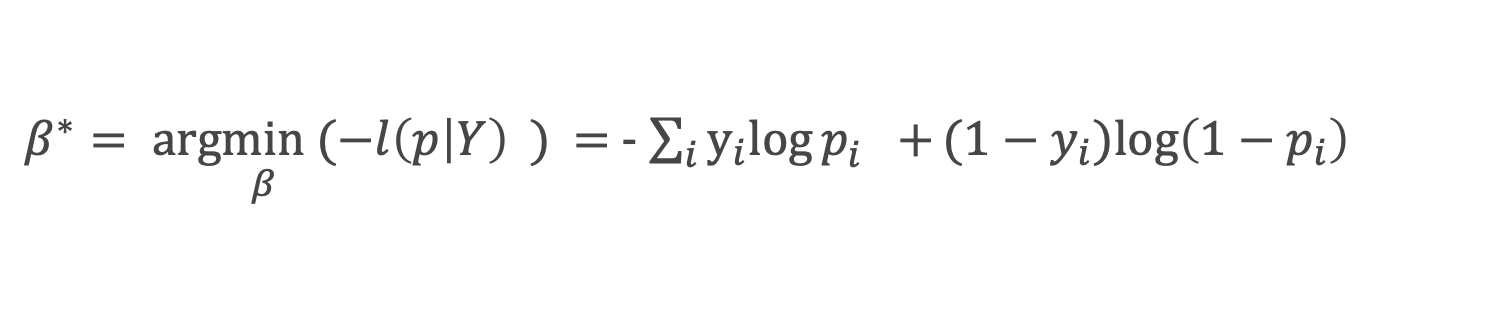 β* = argmin (−l(p|Y) ) = - ∑ᵢ yᵢlog pᵢ + (1 − yᵢ)log(1 − pᵢ)
β